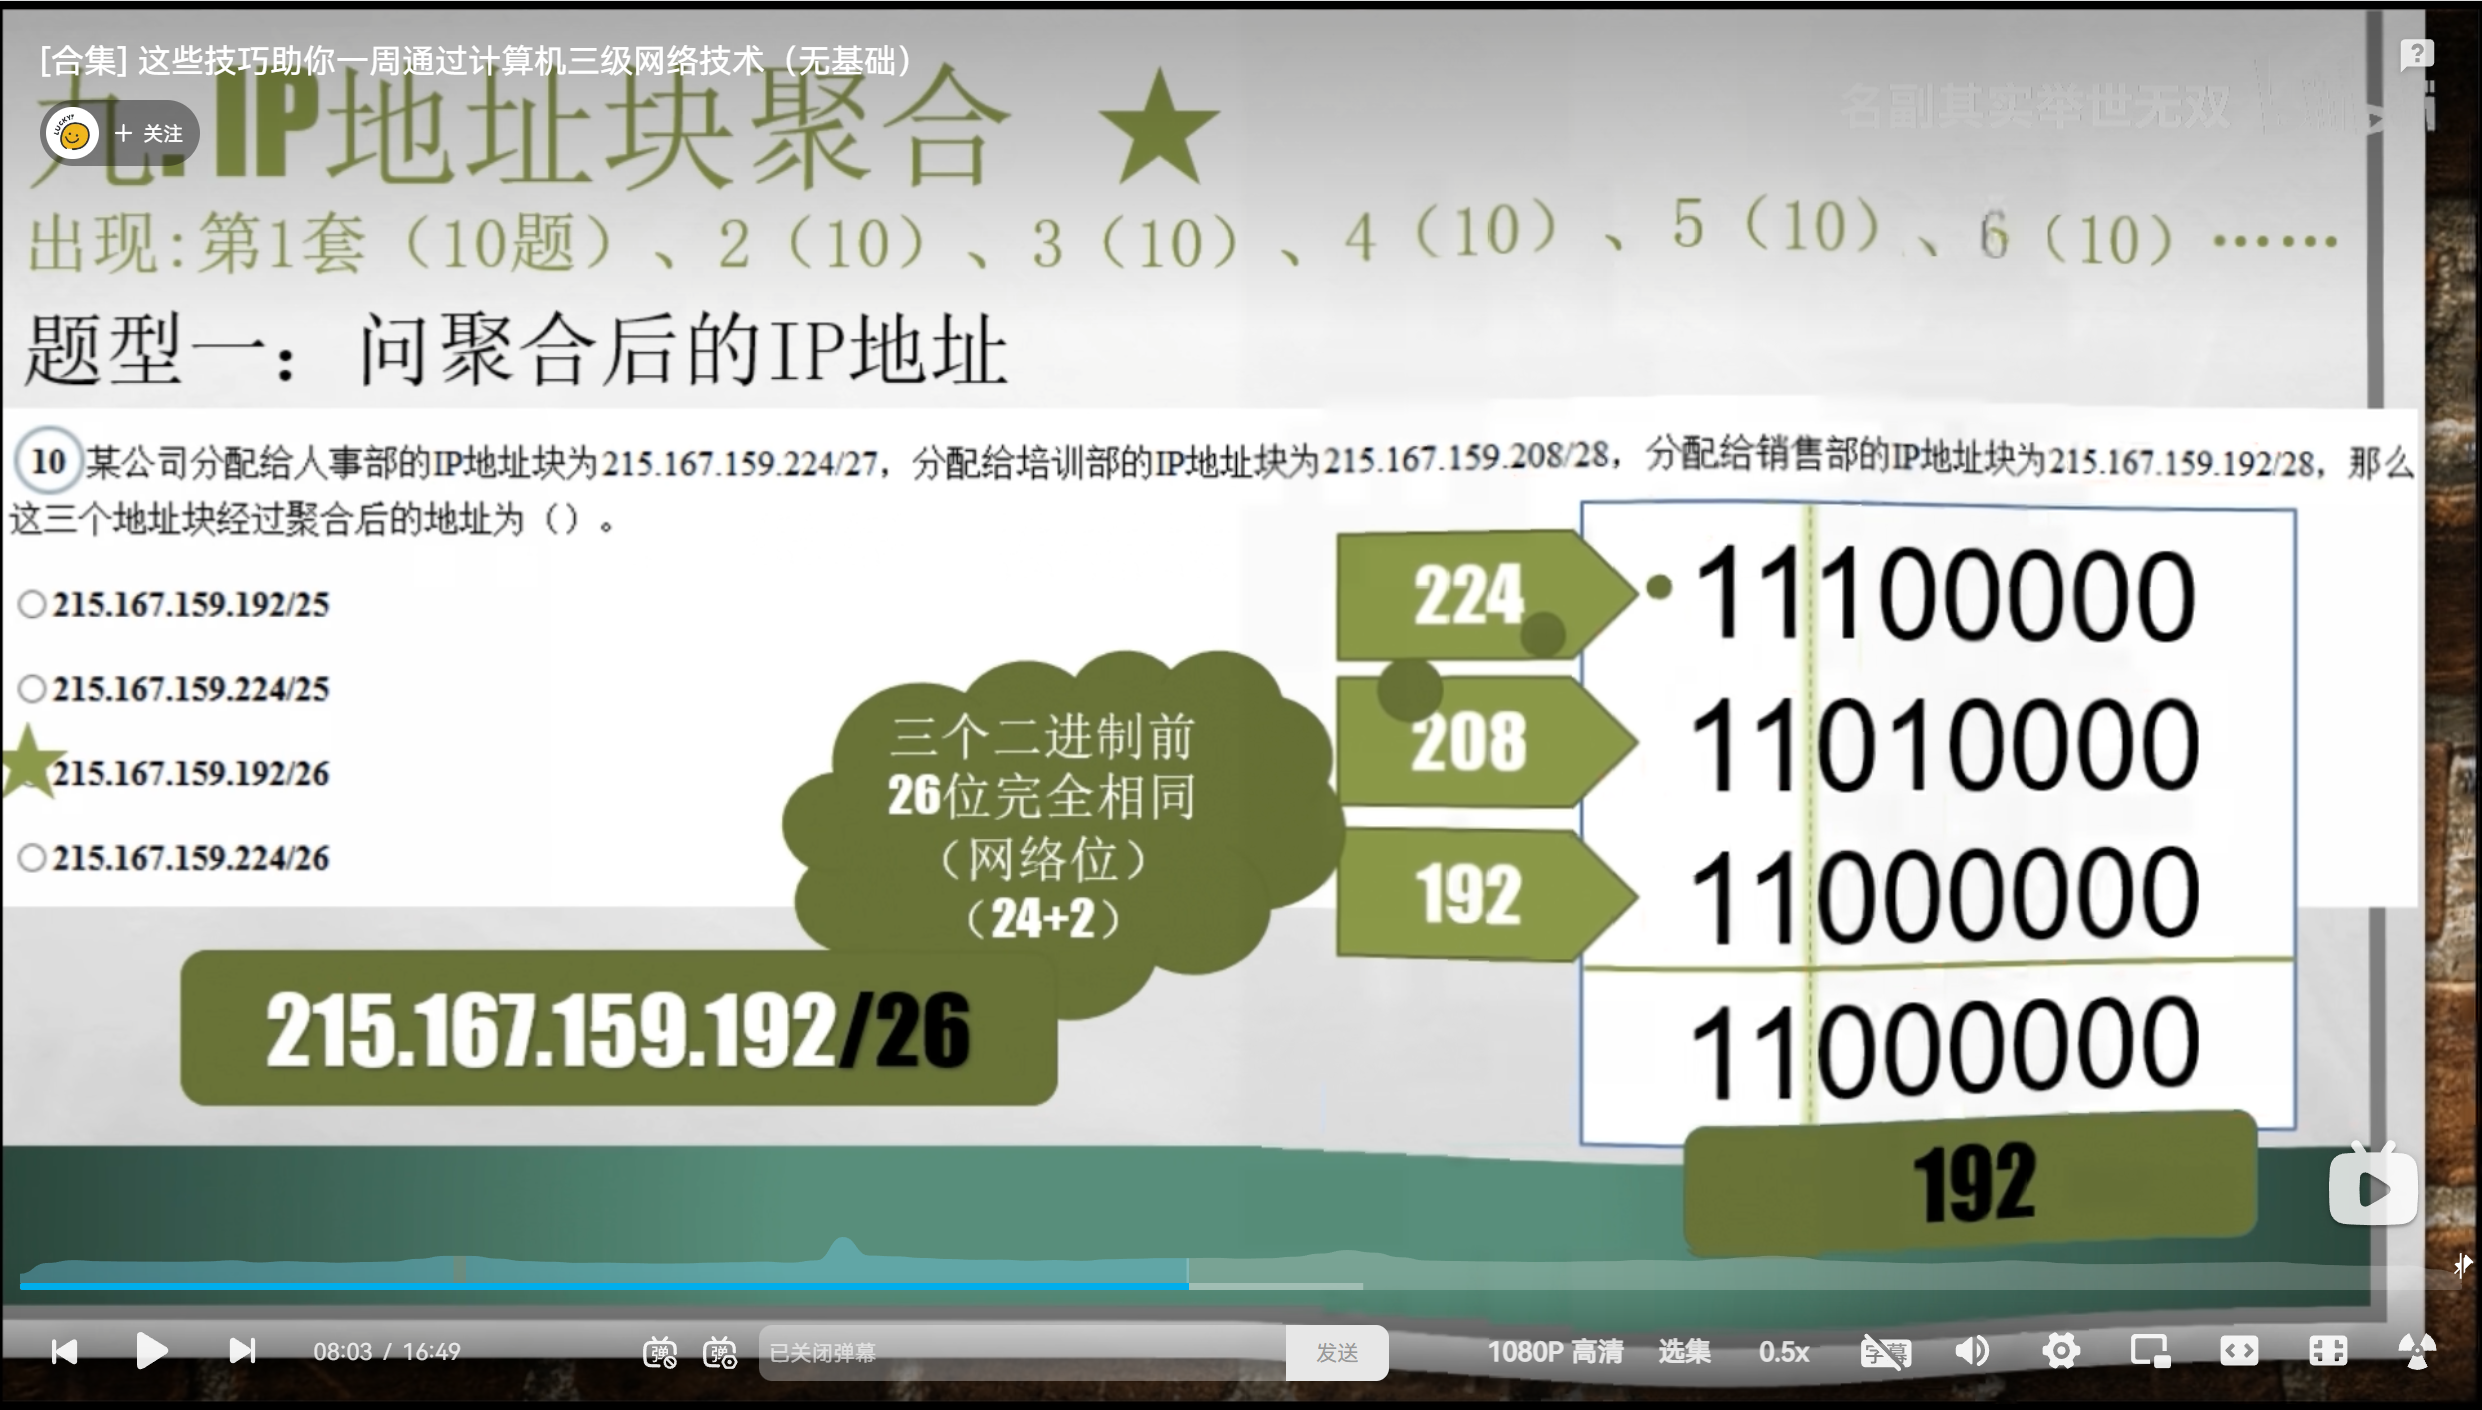 [合集] 这些技巧助你一周通过计算机三级网络技术（无基础）
九. IP地址块聚合
LUCKY!
+ 关注
名副其实举世无双
出现:第1套（10题）、2（10）、3（10）、4（10）、5（10）、6（10）······
题型一：问聚合后的IP地址
10 某公司分配给人事部的IP地址块为215.167.159.224/27，分配给培训部的IP地址块为215.167.159.208/28，分配给销售部的IP地址块为215.167.159.192/28，那么
这三个地址块经过聚合后的地址为（）。
215.167.159.192/25
215.167.159.224/25
215.167.159.192/26
215.167.159.224/26
三个二进制前
26位完全相同
（网络位）
（24+2）
224
11100000
208
11010000
192
11000000
11000000
192
215.167.159.192/26
08:03 / 16:49
弹
弹
已关闭弹幕
发送
1080P 高清
选集
0.5x
字幕